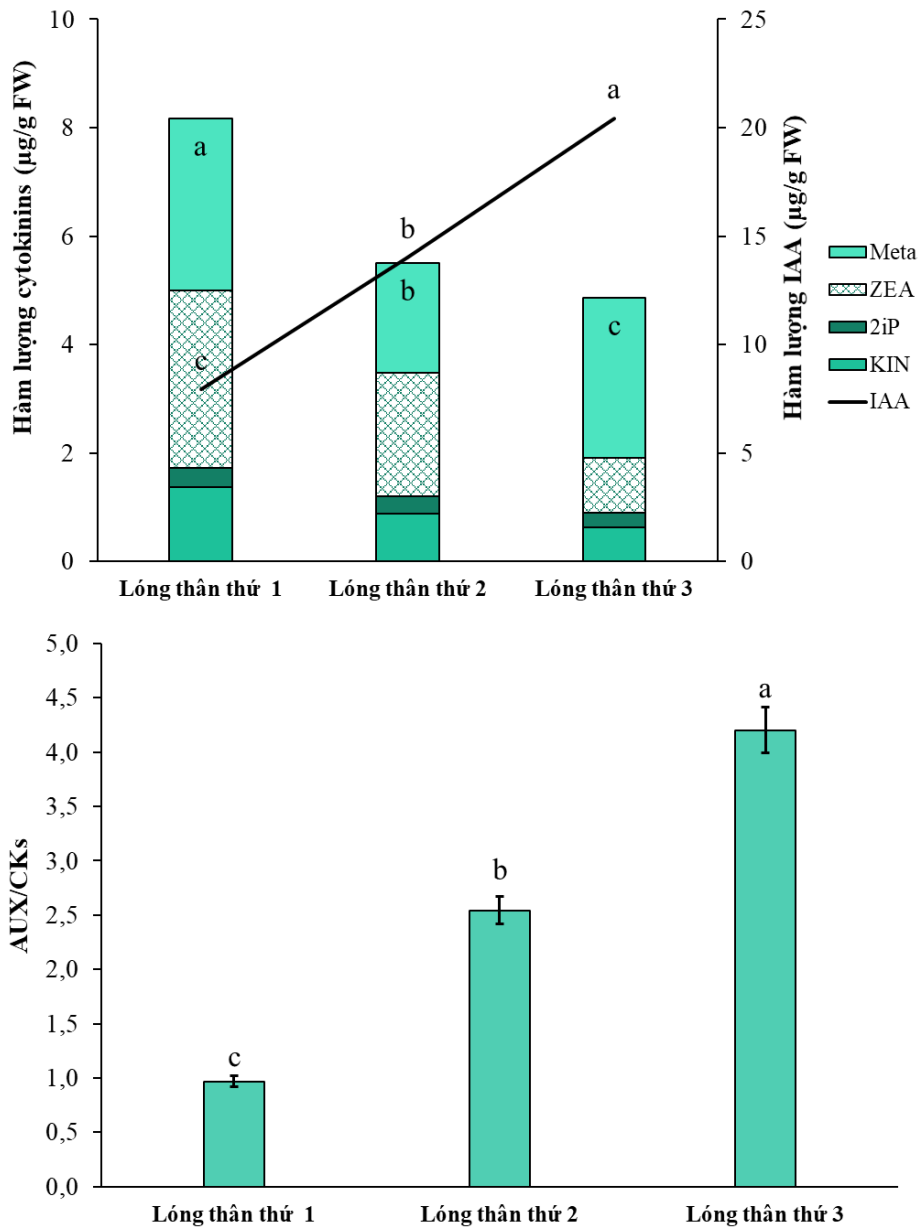 Hàm lượng cytokinins (µg/g FW)
10
8
6
4
2
0
a
c
b
b
a
c
25
20
15
10
5
0
Hàm lượng IAA (µg/g FW)
Meta
ZEA
2iP
KIN
IAA
Lóng thân thứ 1
Lóng thân thứ 2
Lóng thân thứ 3
AUX/CKs
5,0
4,5
4,0
3,5
3,0
2,5
2,0
1,5
1,0
0,5
0,0
c
b
a
Lóng thân thứ 1
Lóng thân thứ 2
Lóng thân thứ 3